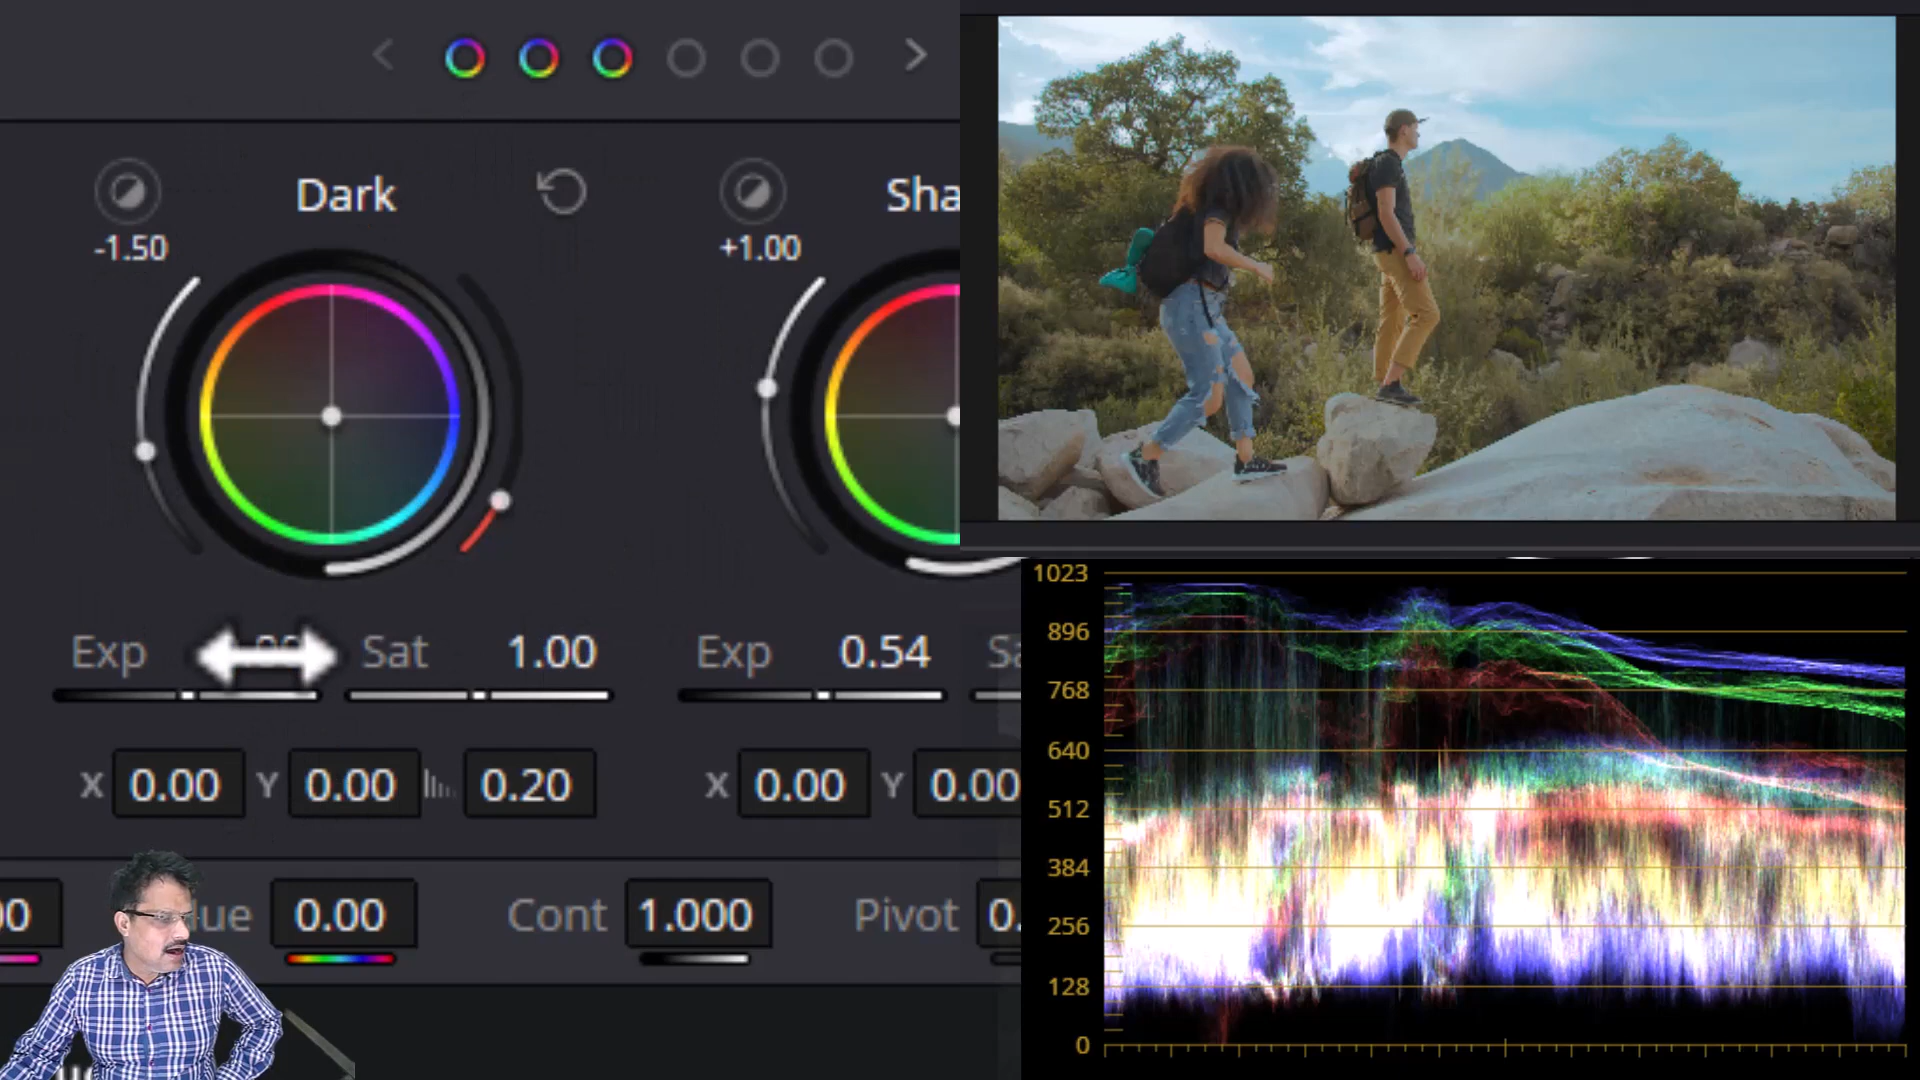 Dark
-1.50
+1.00
Exp Sat 1.00 Exp 0.54
X 0.00 Y 0.00 0.20 X 0.00 Y 0.00
0.00 Cont 1.000 Pivot
1023
896
768
640
512
384
256
128
0